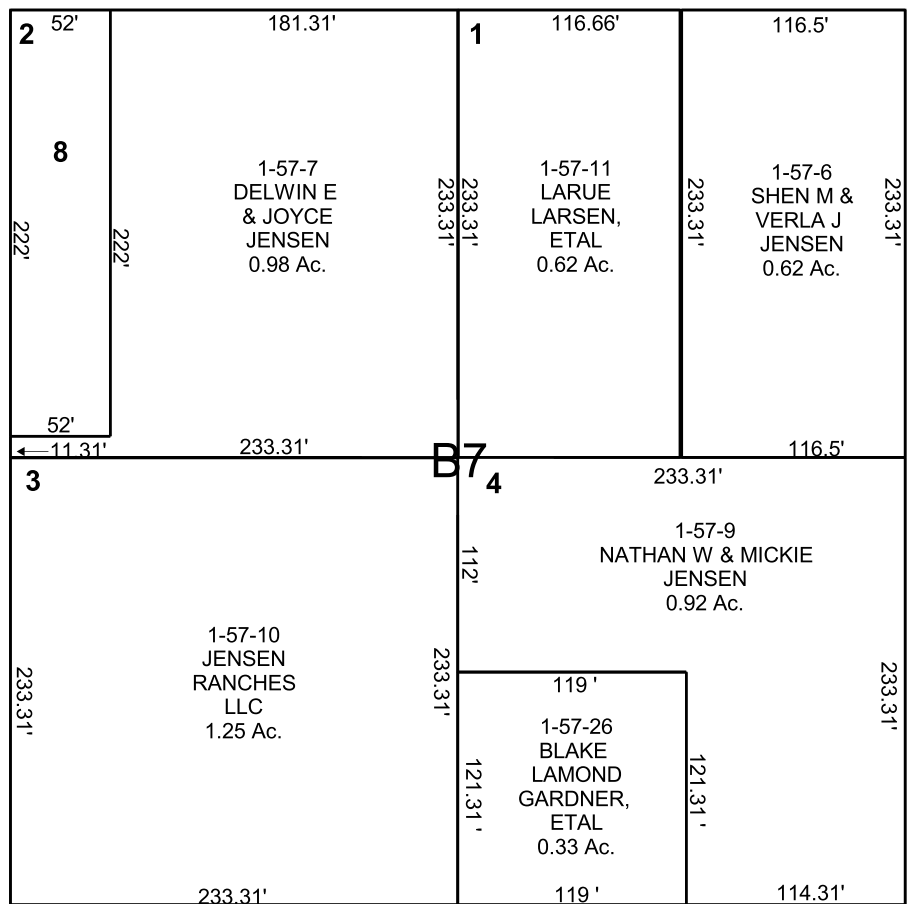 2
52'
181.31'
1
116.66'
116.5'
8
1-57-7
DELWIN E
& JOYCE
JENSEN
0.98 Ac.
1-57-11
LARUE
LARSEN,
ETAL
0.62 Ac.
1-57-6
SHEN M &
VERLA J
JENSEN
0.62 Ac.
222'
222'
233.31'
233.31'
233.31'
233.31'
52'
11.31'
233.31'
B7
116.5'
3
4
233.31'
1-57-9
NATHAN W & MICKIE
JENSEN
0.92 Ac.
112'
1-57-10
JENSEN
RANCHES
LLC
1.25 Ac.
233.31'
233.31'
233.31'
119 '
1-57-26
BLAKE
LAMOND
GARDNER,
ETAL
0.33 Ac.
121.31 '
121.31 '
233.31'
119 '
114.31'